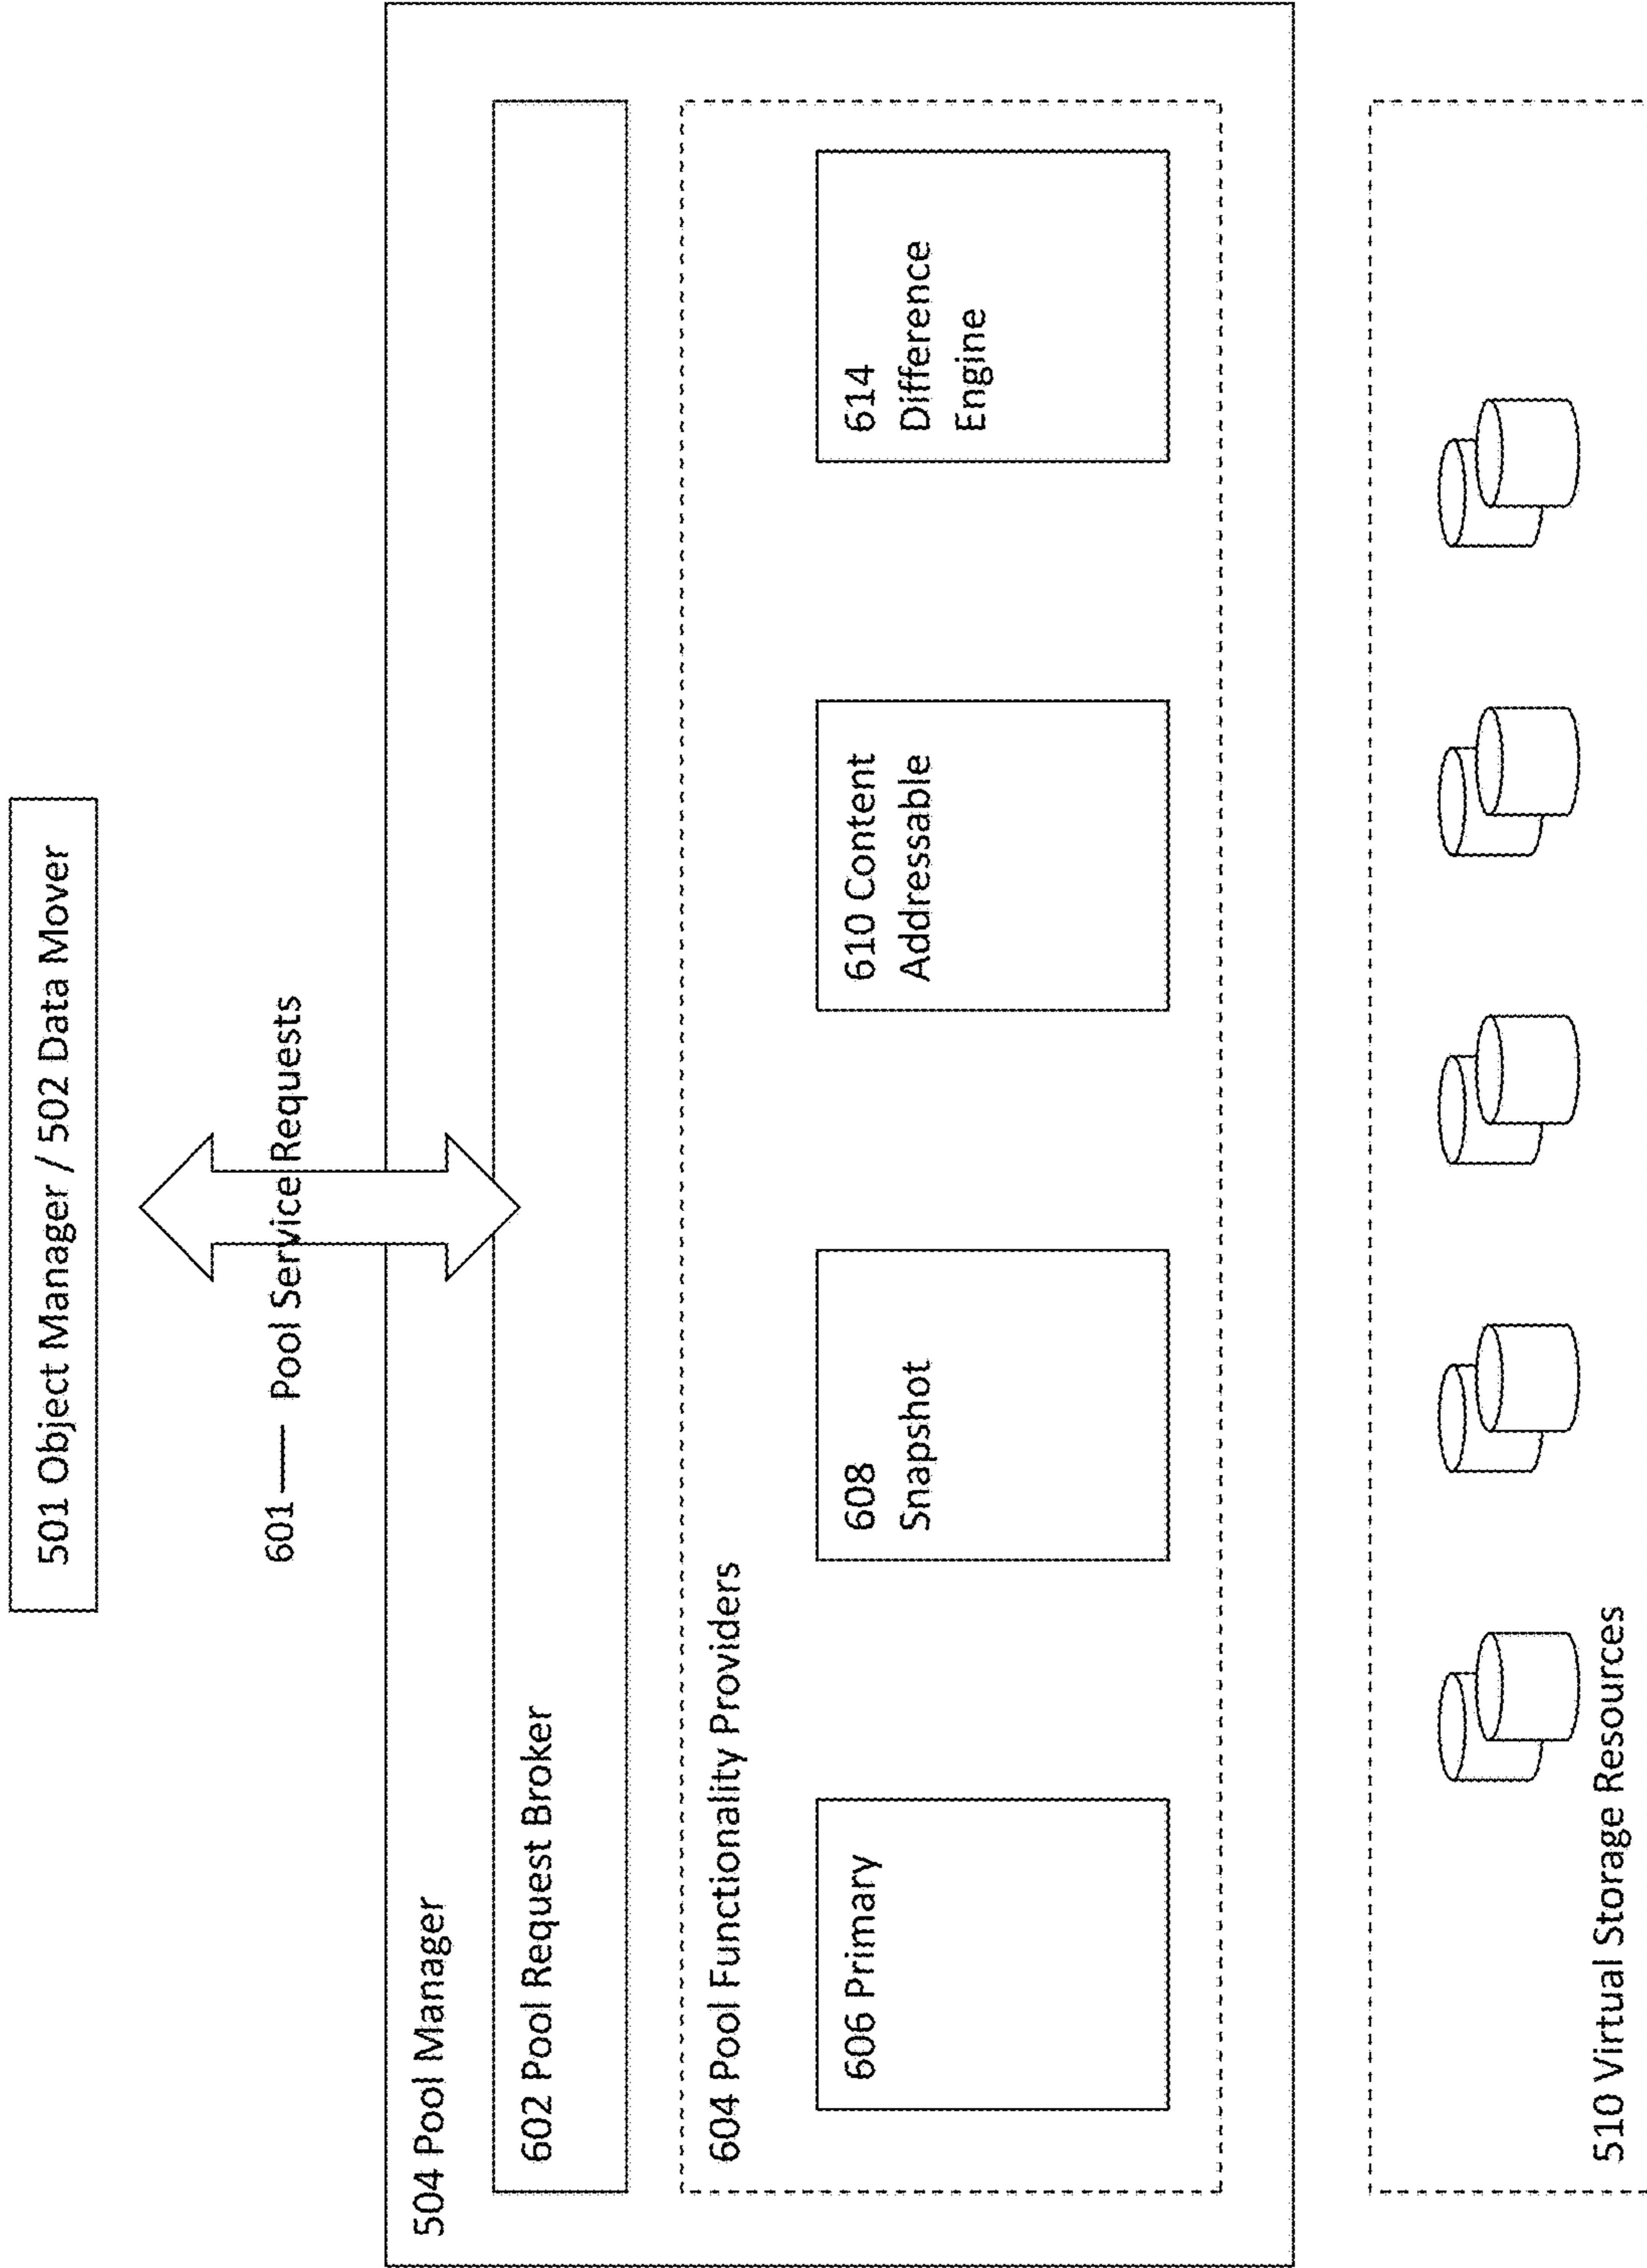 501 Object Manager / 502 Data Mover
601 Pool Service Requests
504 Pool Manager
602 Pool Request Broker
604 Pool Functionality Providers
606 Primary
608
Snapshot
610 Content
Addressable
614
Difference
Engine
510 Virtual Storage Resources